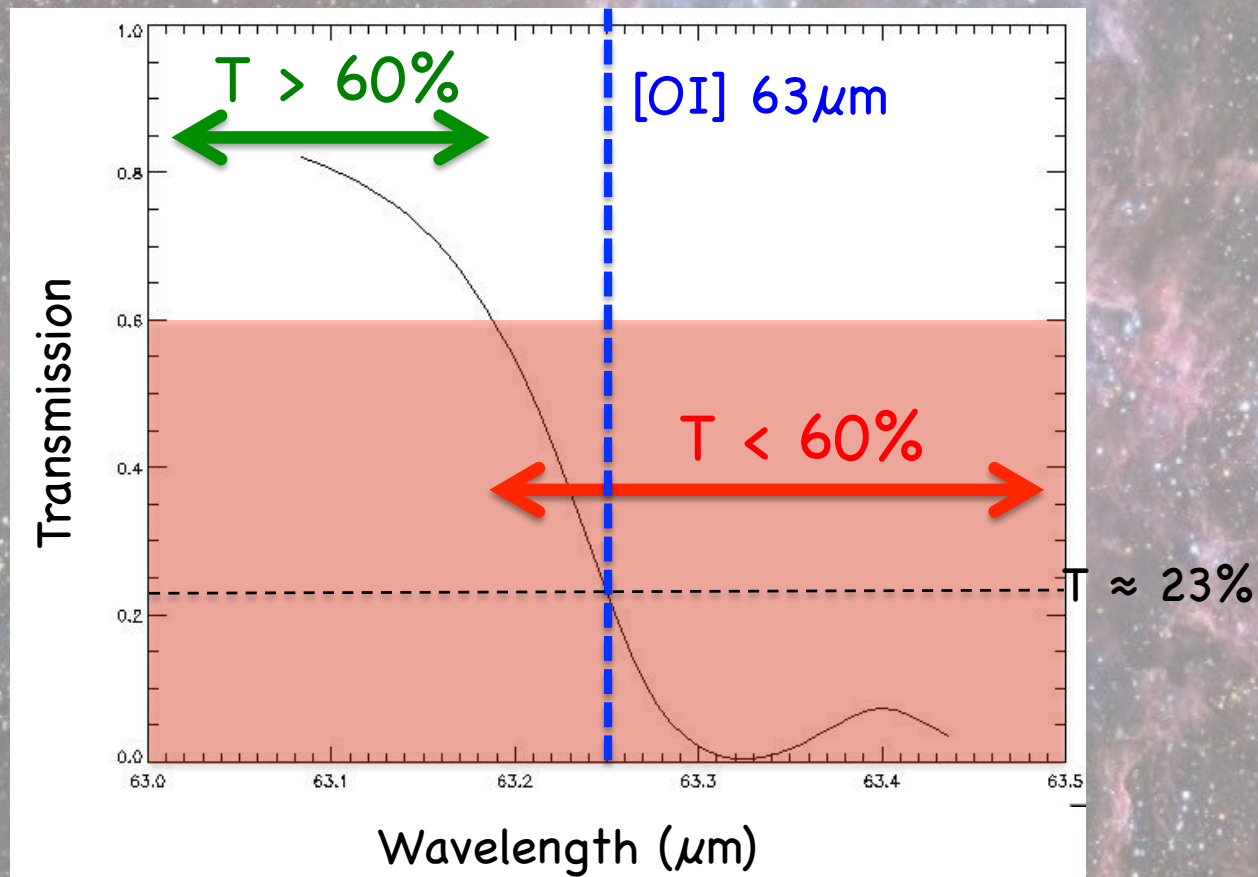 T > 60%
[OI] 63μm
T < 60%
T ≈ 23%
Transmission
1.0
0.8
0.6
0.4
0.2
0.0
63.0 63.1 63.2 63.3 63.4 63.5
Wavelength (μm)